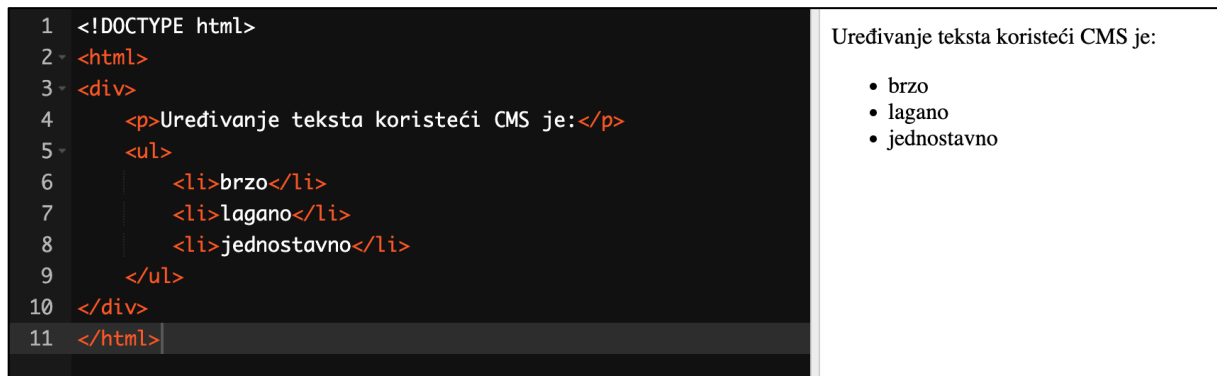 1 <!DOCTYPE html>
2 <html>
3 <div>
4 <p>Uređivanje teksta koristeći CMS je:</p>
5 <ul>
6 <li>brzo</li>
7 <li>lagano</li>
8 <li>jednostavno</li>
9 </ul>
10 </div>
11 </html>
Uređivanje teksta koristeći CMS je:
• brzo
• lagano
• jednostavno